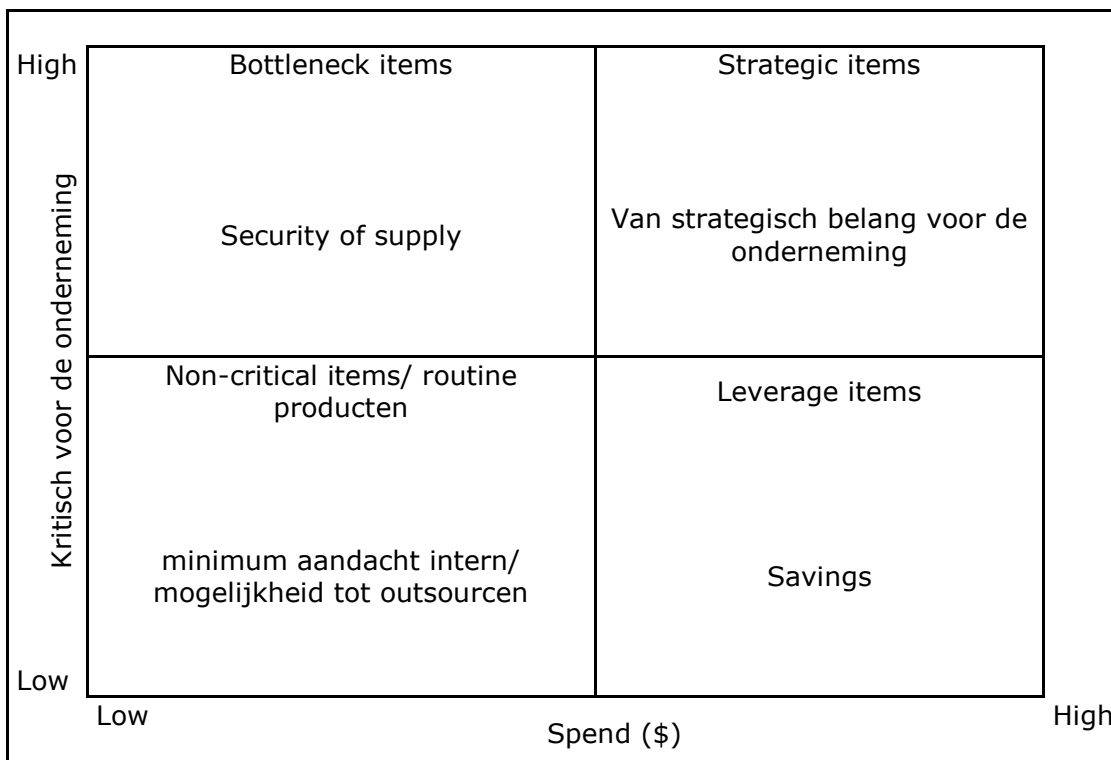 High
Bottleneck items
Strategic items
Kritisch voor de onderneming
Security of supply
Van strategisch belang voor de
onderneming
Non-critical items/ routine
producten
Leverage items
minimum aandacht intern/
mogelijkheid tot outsourcen
Savings
Low
Low
Spend ($)
High